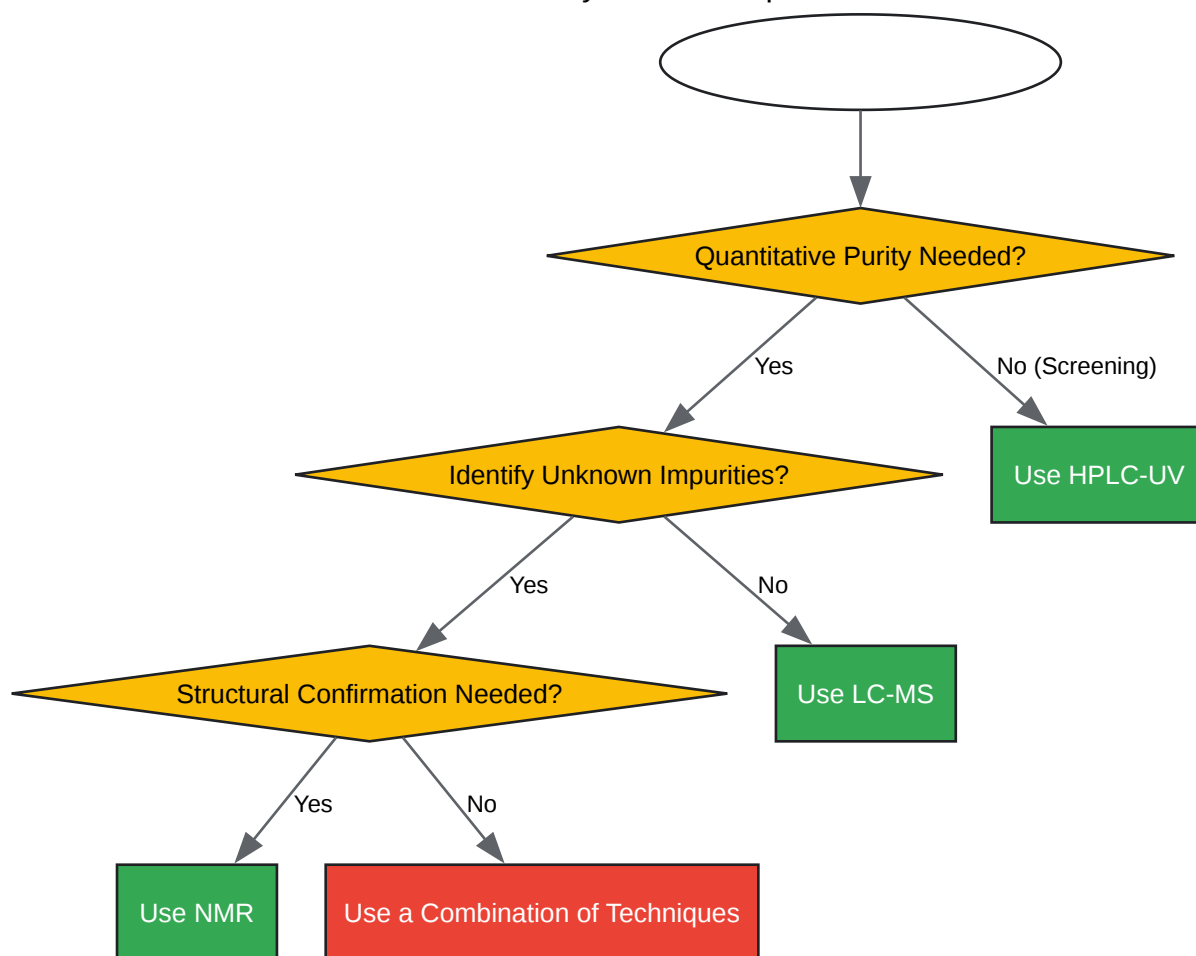 Quantitative Purity Needed?
Yes
No (Screening)
Identify Unknown Impurities?
Use HPLC-UV
Yes
No
Structural Confirmation Needed?
Use LC-MS
Yes
No
Use NMR
Use a Combination of Techniques